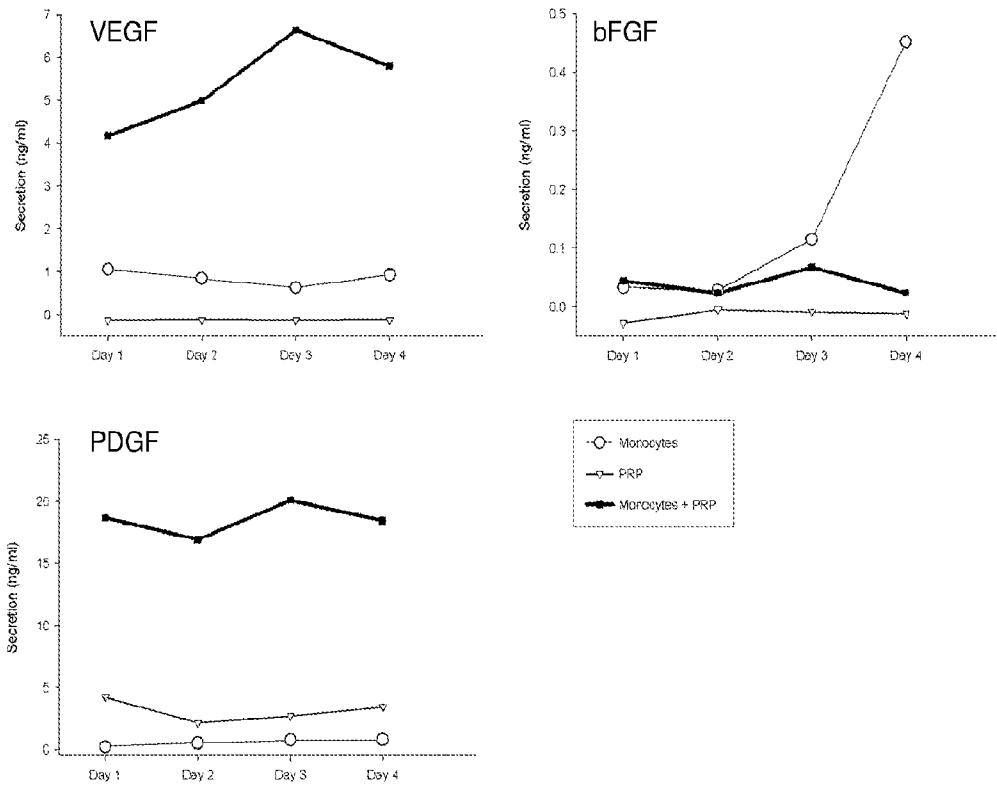 VEGF
7
6
5
4
3
2
1
0
Secretion (ng/ml)
Day 1 Day 2 Day 3 Day 4
bFGF
0.5
0.4
0.3
0.2
0.1
0.0
Secretion (ng/ml)
Day 1 Day 2 Day 3 Day 4
PDGF
25
20
15
10
5
0
Secretion (ng/ml)
Day 1 Day 2 Day 3 Day 4
Monocytes
PRP
Monocytes + PRP